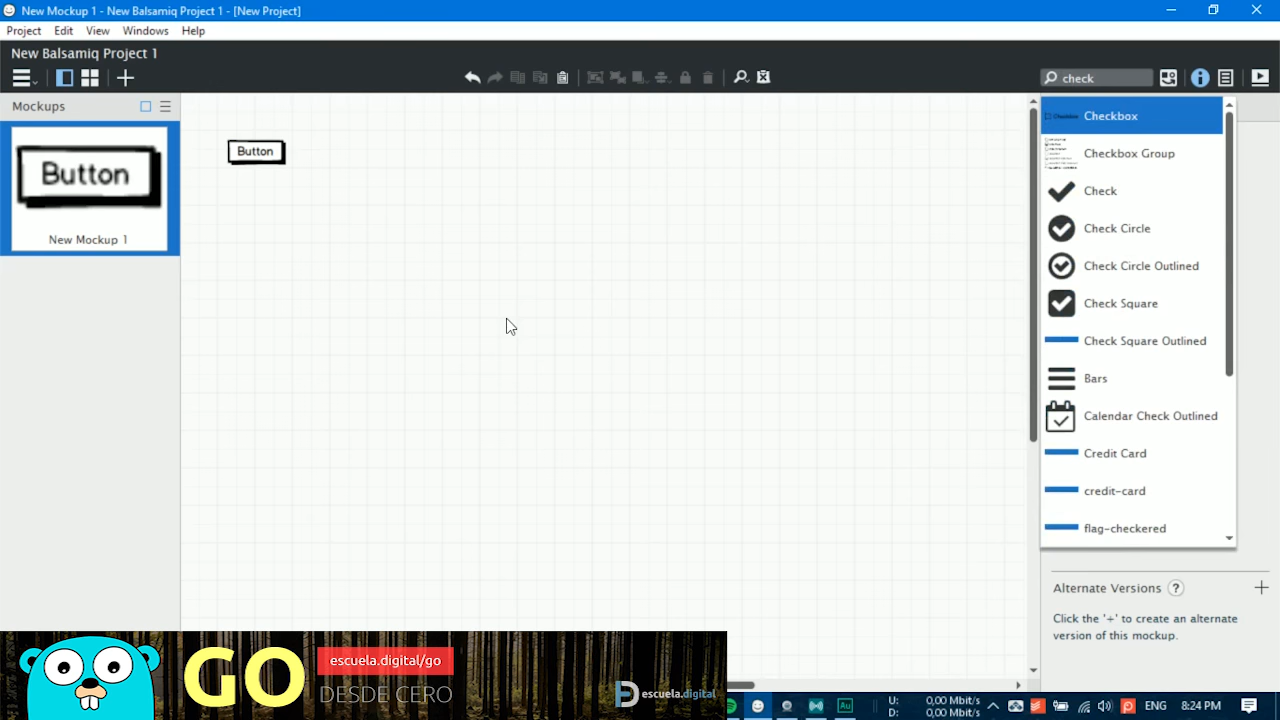 New Mockup 1 - New Balsamiq Project 1 - [New Project]
Project Edit View Windows Help
New Balsamiq Project 1
check
Mockups
Button
New Mockup 1
Button
Checkbox
Checkbox Group
Check
Check Circle
Check Circle Outlined
Check Square
Check Square Outlined
Bars
Calendar Check Outlined
Credit Card
credit-card
flag-checkered
Alternate Versions ?
Click the '+' to create an alternate
version of this mockup.
GO
escuela.digital/go
DESDE CERO
escuela.digital
Au
U: 0,00 Mbit/s
D: 0,00 Mbit/s
ENG
8:24 PM